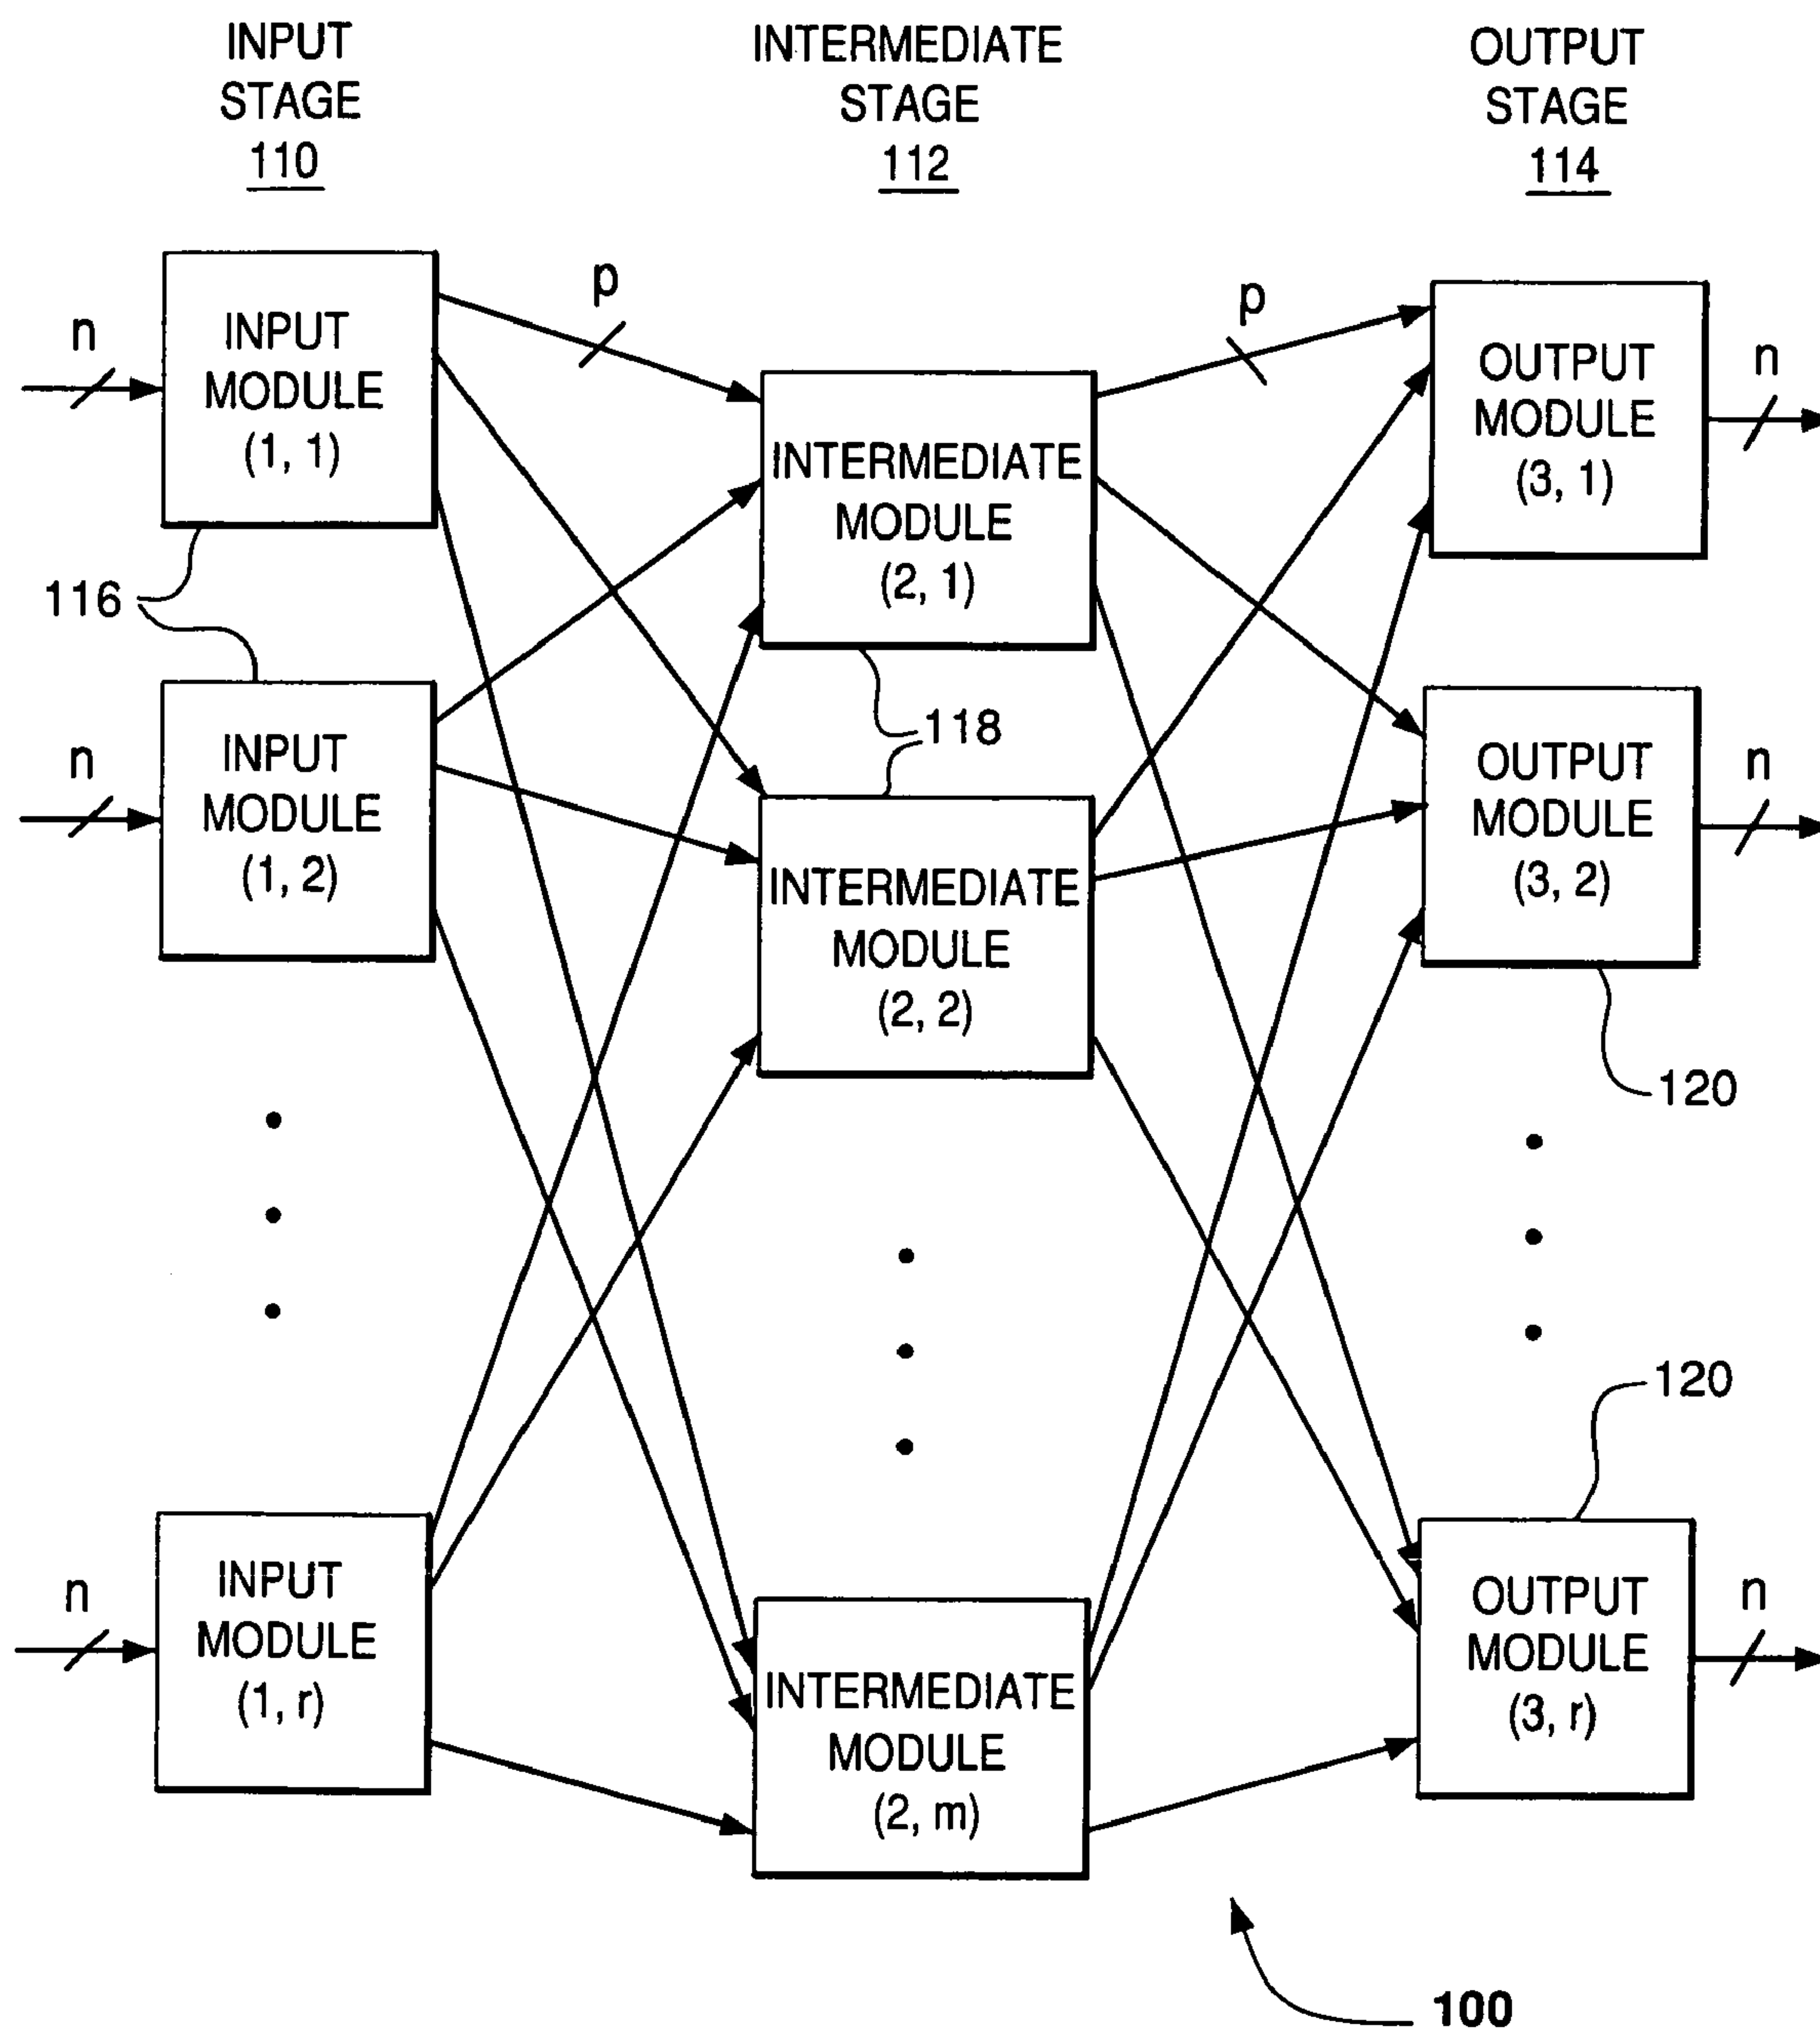 INPUT
STAGE
110
INTERMEDIATE
STAGE
112
OUTPUT
STAGE
114
n
INPUT
MODULE
(1, 1)
p
INTERMEDIATE
MODULE
(2, 1)
p
OUTPUT
MODULE
(3, 1)
n
116
118
n
INPUT
MODULE
(1, 2)
INTERMEDIATE
MODULE
(2, 2)
OUTPUT
MODULE
(3, 2)
n
120
120
n
INPUT
MODULE
(1, r)
INTERMEDIATE
MODULE
(2, m)
OUTPUT
MODULE
(3, r)
n
100